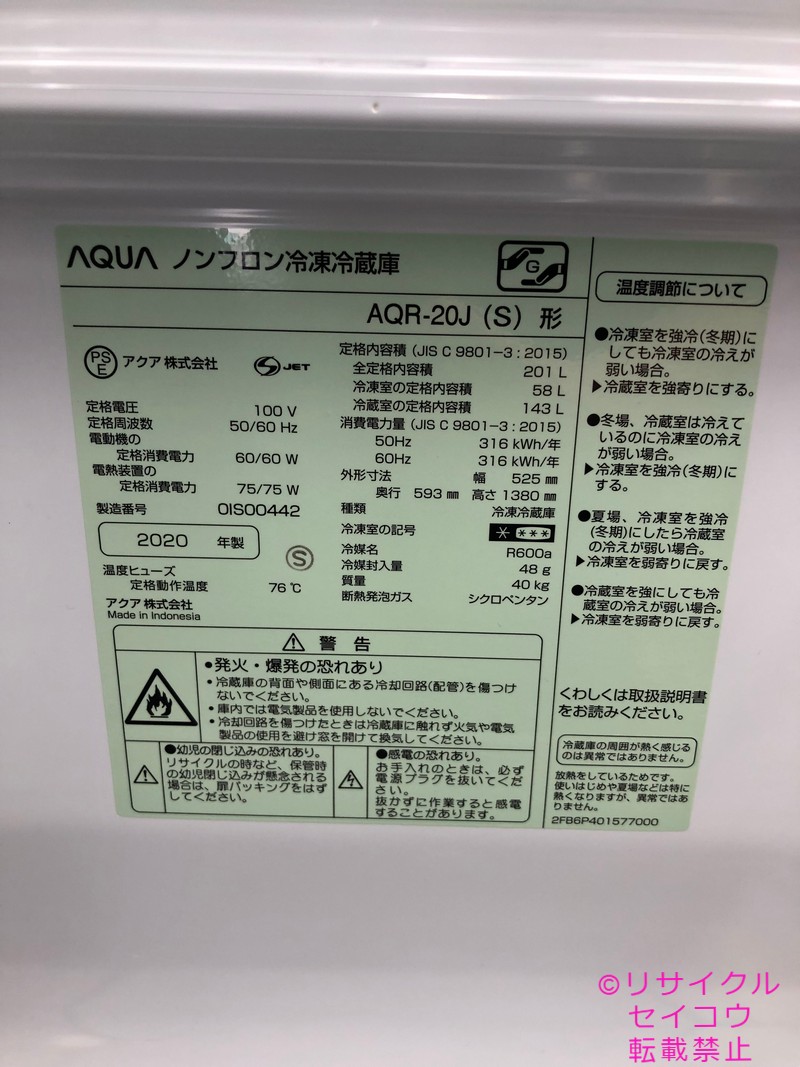 AQUA ノンフロン冷凍冷蔵庫
G
AQR-20J (S) 形
PS
E
アクア 株式会社
S JET
定格電圧 100 V
定格周波数 50/60 Hz
電動機の
定格消費電力 60/60 W
電熱装置の
定格消費電力 75/75 W
製造番号 OIS00442
2020 年製
S
温度ヒューズ
定格動作温度 76 ℃
アクア 株式会社
Made in Indonesia
定格内容積 (JIS C 9801-3 : 2015)
全定格内容積 201 L
冷凍室の定格内容積 58 L
冷蔵室の定格内容積 143 L
消費電力量 (JIS C 9801-3 : 2015)
50Hz 316 kWh/年
60Hz 316 kWh/年
外形寸法 幅 525 ㎜
奥行 593 ㎜ 高さ 1380 ㎜
種類 冷凍冷蔵庫
冷凍室の記号 * ***
冷媒名 R600a
冷媒封入量 48 g
質量 40 kg
断熱発泡ガス シクロペンタン
⚠ 警 告
●発火・爆発の恐れあり
・冷蔵庫の背面や側面にある冷却回路(配管)を傷つけ
ないでください。
・庫内では電気製品を使用しないでください。
・冷却回路を傷つけたときは冷蔵庫に触れず火気や電気
製品の使用を避け窓を開けて換気してください。
●幼児の閉じ込みの恐れあり。
リサイクルの時など、保管時
の幼児閉じ込みが懸念される
場合は、扉パッキングをはず
してください。
●感電の恐れあり。
お手入れのときは、必ず
電源プラグを抜いてくだ
さい。
抜かずに作業すると感電
することがあります。
温度調節について
●冷凍室を強冷(冬期)に
しても冷凍室の冷えが
弱い場合。
▶冷蔵室を強寄りにする。
●冬場、冷蔵室は冷えて
いるのに冷凍室の冷え
が弱い場合。
▶冷凍室を強冷(冬期)に
する。
●夏場、冷凍室を強冷
(冬期)にしたら冷蔵室
の冷えが弱い場合。
▶冷凍室を弱寄りに戻す。
●冷蔵室を強にしても冷
蔵室の冷えが弱い場合。
▶冷凍室を弱寄りに戻す。
くわしくは取扱説明書
をお読みください。
冷蔵庫の周囲が熱く感じる
のは異常ではありません。
放熱をしているためです。
使いはじめや夏場などは特に
熱くなりますが、異常ではあ
りません。
2FB6P401577000
©リサイクル
セイコウ
転載禁止